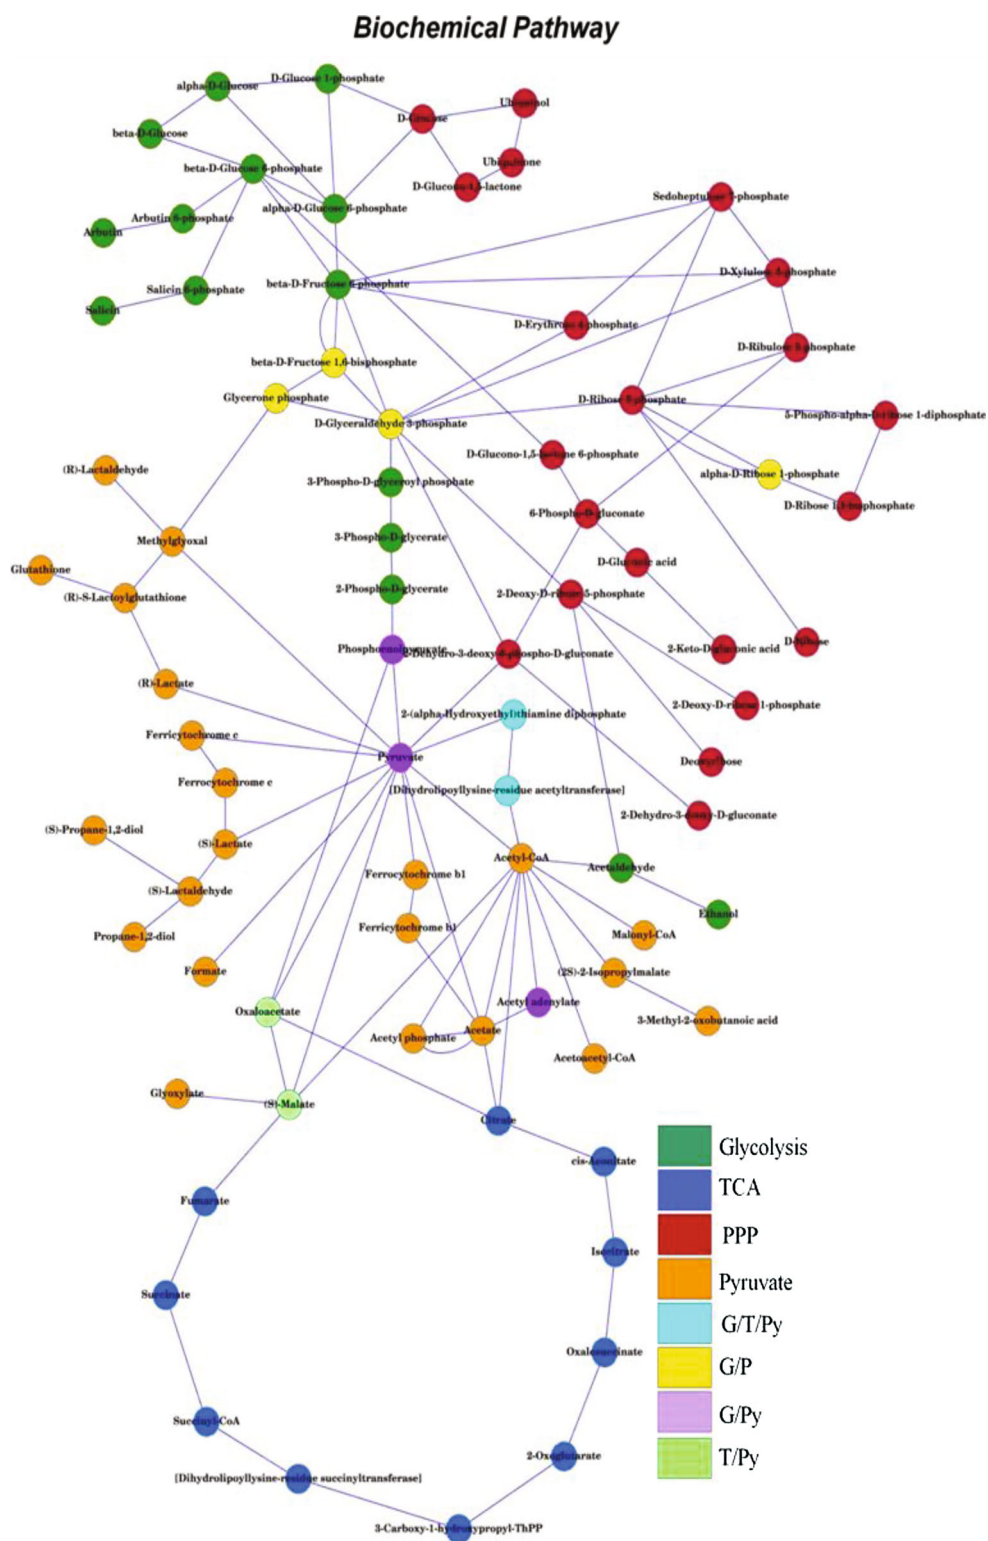 Biochemical Pathway
D-Glucose 1-phosphate
alpha-D-Glucose
Ubiquinol
D-Glucose
beta-D-Glucose
Ubiquinone
beta-D-Glucose 6-phosphate
D-Glucono-1,5-lactone
Sedoheptulose 7-phosphate
alpha-D-Glucose 6-phosphate
Arbutin 6-phosphate
Arbutin
D-Xylulose 5-phosphate
beta-D-Fructose 6-phosphate
Salicin 6-phosphate
Salicin
D-Erythrose 4-phosphate
D-Ribulose 5-phosphate
beta-D-Fructose 1,6-bisphosphate
Glycerone phosphate
D-Ribose 5-phosphate
5-Phospho-alpha-D-ribose 1-diphosphate
D-Glyceraldehyde 3-phosphate
D-Glucono-1,5-lactone 6-phosphate
(R)-Lactaldehyde
alpha-D-Ribose 1-phosphate
3-Phospho-D-glyceroyl phosphate
D-Ribose 1,5-bisphosphate
6-Phospho-D-gluconate
3-Phospho-D-glycerate
Methylglyoxal
D-Gluconic acid
Glutathione
2-Phospho-D-glycerate
2-Deoxy-D-ribose 5-phosphate
(R)-S-Lactoylglutathione
D-Ribose
Phosphoenolpyruvate
2-Dehydro-3-deoxy-6-phospho-D-gluconate
2-Keto-D-gluconic acid
(R)-Lactate
2-Deoxy-D-ribose 1-phosphate
2-(alpha-Hydroxyethyl)thiamine diphosphate
Ferricytochrome c
Pyruvate
Deoxyribose
Ferrocytochrome c
[Dihydrolipoyllysine-residue acetyltransferase]
2-Dehydro-3-deoxy-D-gluconate
(S)-Propane-1,2-diol
(S)-Lactate
Acetyl-CoA
Acetaldehyde
Ferrocytochrome b1
(S)-Lactaldehyde
Ethanol
Ferricytochrome b1
Propane-1,2-diol
Malonyl-CoA
Formate
(2S)-2-Isopropylmalate
Acetyl adenylate
Oxaloacetate
3-Methyl-2-oxobutanoic acid
Acetate
Acetyl phosphate
Acetoacetyl-CoA
Glyoxylate
(S)-Malate
Citrate
cis-Aconitate
Fumarate
Isocitrate
Succinate
Oxalosuccinate
Succinyl-CoA
2-Oxoglutarate
[Dihydrolipoyllysine-residue succinyltransferase]
3-Carboxy-1-hydroxypropyl-ThPP
Glycolysis
TCA
PPP
Pyruvate
G/T/Py
G/P
G/Py
T/Py